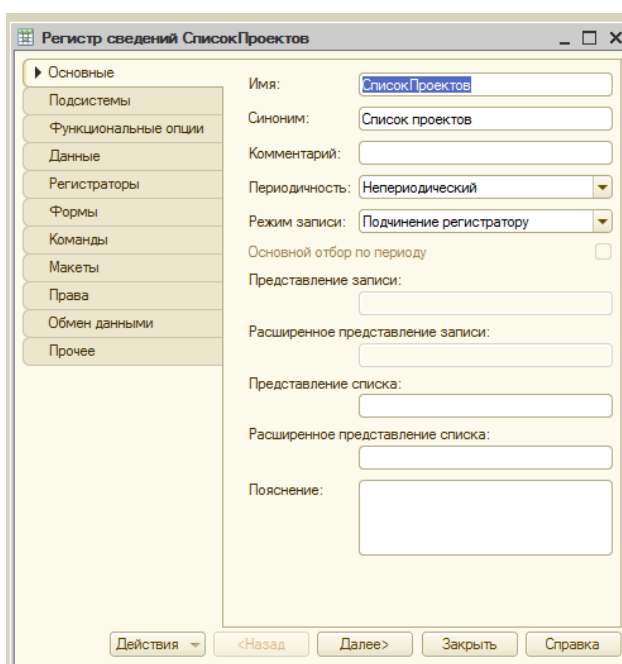 Регистр сведений СписокПроектов
Основные
Подсистемы
Функциональные опции
Данные
Регистраторы
Формы
Команды
Макеты
Права
Обмен данными
Прочее
Имя: СписокПроектов
Синоним: Список проектов
Комментарий:
Периодичность: Непериодический
Режим записи: Подчинение регистратору
Основной отбор по периоду
Представление записи:
Расширенное представление записи:
Представление списка:
Расширенное представление списка:
Пояснение:
Действия <Назад Далее> Закрыть Справка